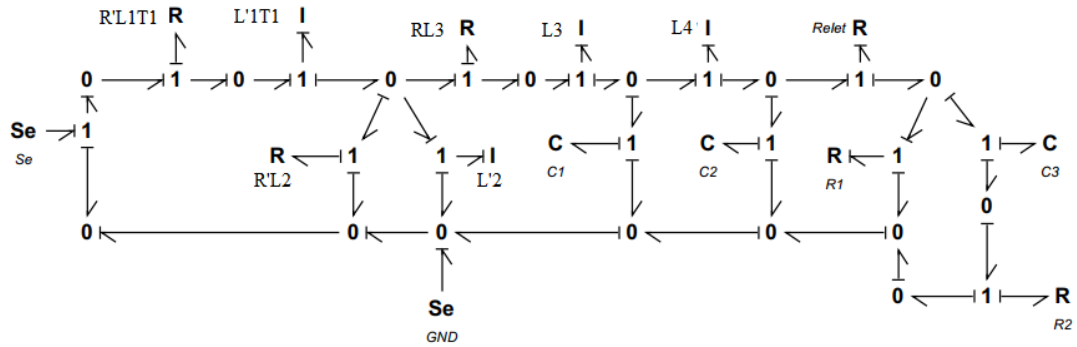 R'L1T1 R L'1T1 I RL3 R L3 I L4' I Relet R
0 1 0 1 0 1 0 1 0 1 0 1 0
Se 1
Se
R 1 1 I C 1 C 1 R 1 1 C
R'L2 L'2 C1 C2 R1 C3
0
0 0 0 0 0 0
Se 0 1 R
GND R2